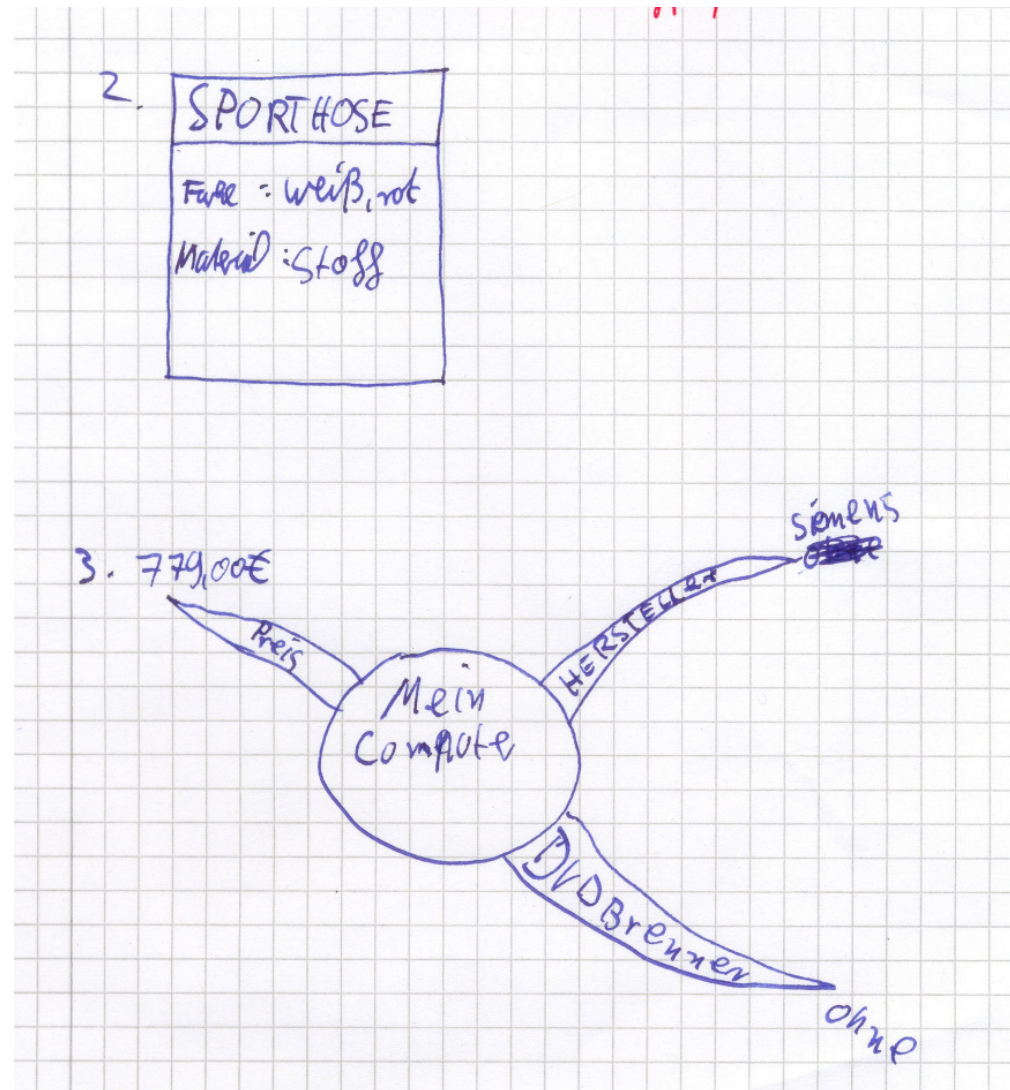 2.
SPORTHOSE
Farbe : weiß, rot
Material : Stoff
3. 779,00€
Preis
Mein
Compute
HERSTELLER
Siemens
DVD Brenner
ohne